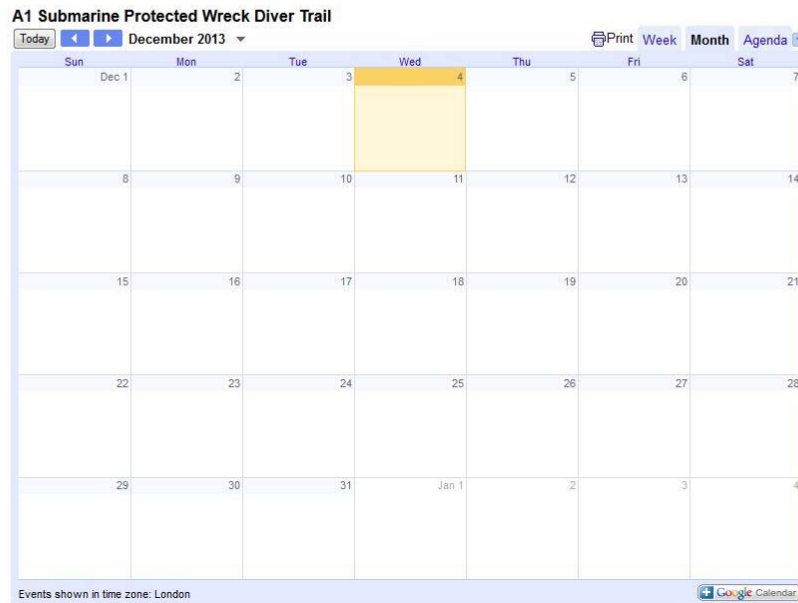 A1 Submarine Protected Wreck Diver Trail
Today December 2013 Print Week Month Agenda
Sun Mon Tue Wed Thu Fri Sat
Dec 1 2 3 4 5 6 7
8 9 10 11 12 13 14
15 16 17 18 19 20 21
22 23 24 25 26 27 28
29 30 31 Jan 1 2 3 4
Events shown in time zone: London Google Calendar